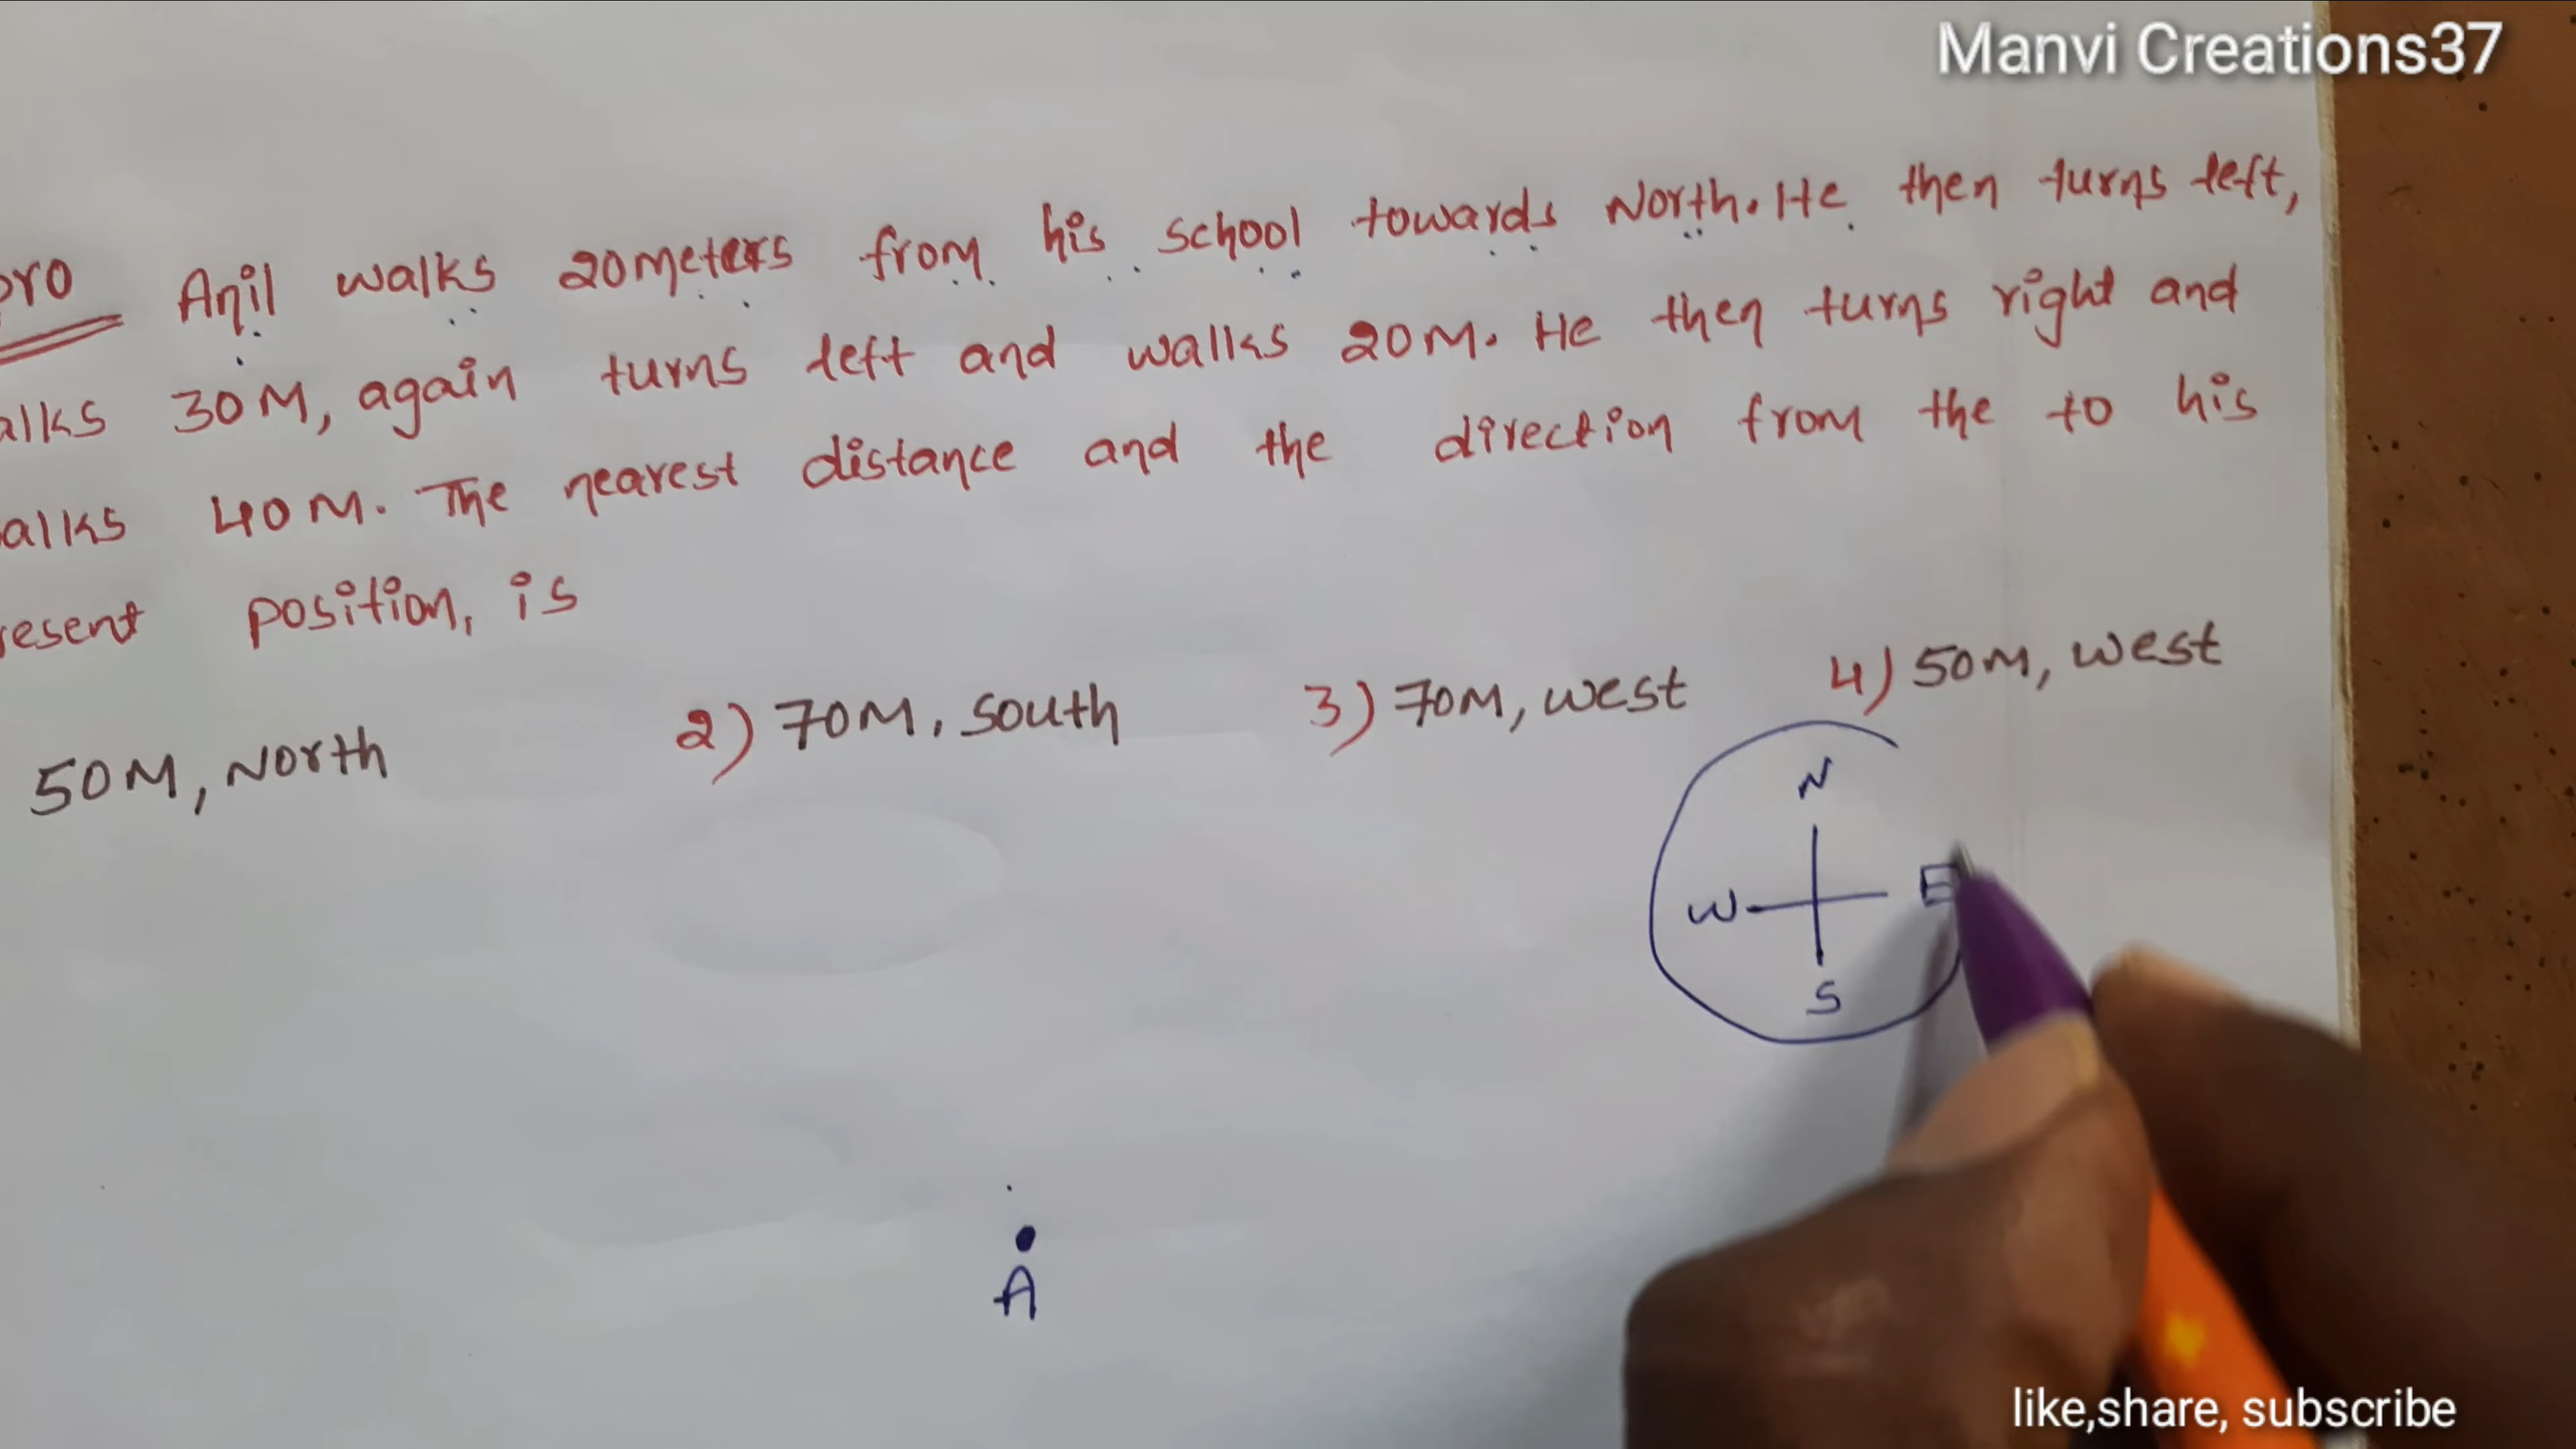 Manvi Creations37
pro Anil walks 20meters from his school towards North. He then turns left,
alks 30M, again turns left and walks 20M. He then turns right and
alks 40M. The nearest distance and the direction from the to his
resent position, is
50M, North 2) 70M, South 3) 70M, west 4) 50M, west
N
W E
S
A
like,share, subscribe